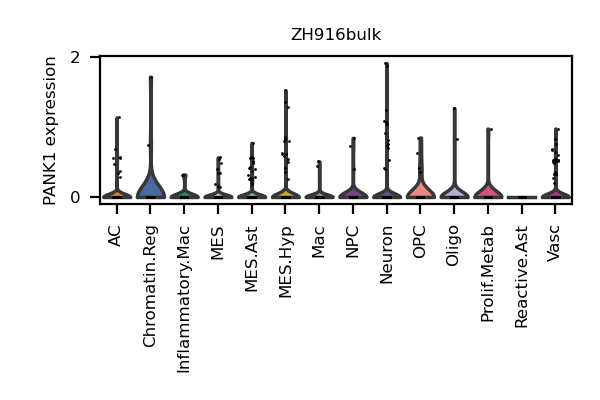 ZH916bulk
PANK1 expression
2
0
AC
Chromatin.Reg
Inflammatory.Mac
MES
MES.Ast
MES.Hyp
Mac
NPC
Neuron
OPC
Oligo
Prolif.Metab
Reactive.Ast
Vasc